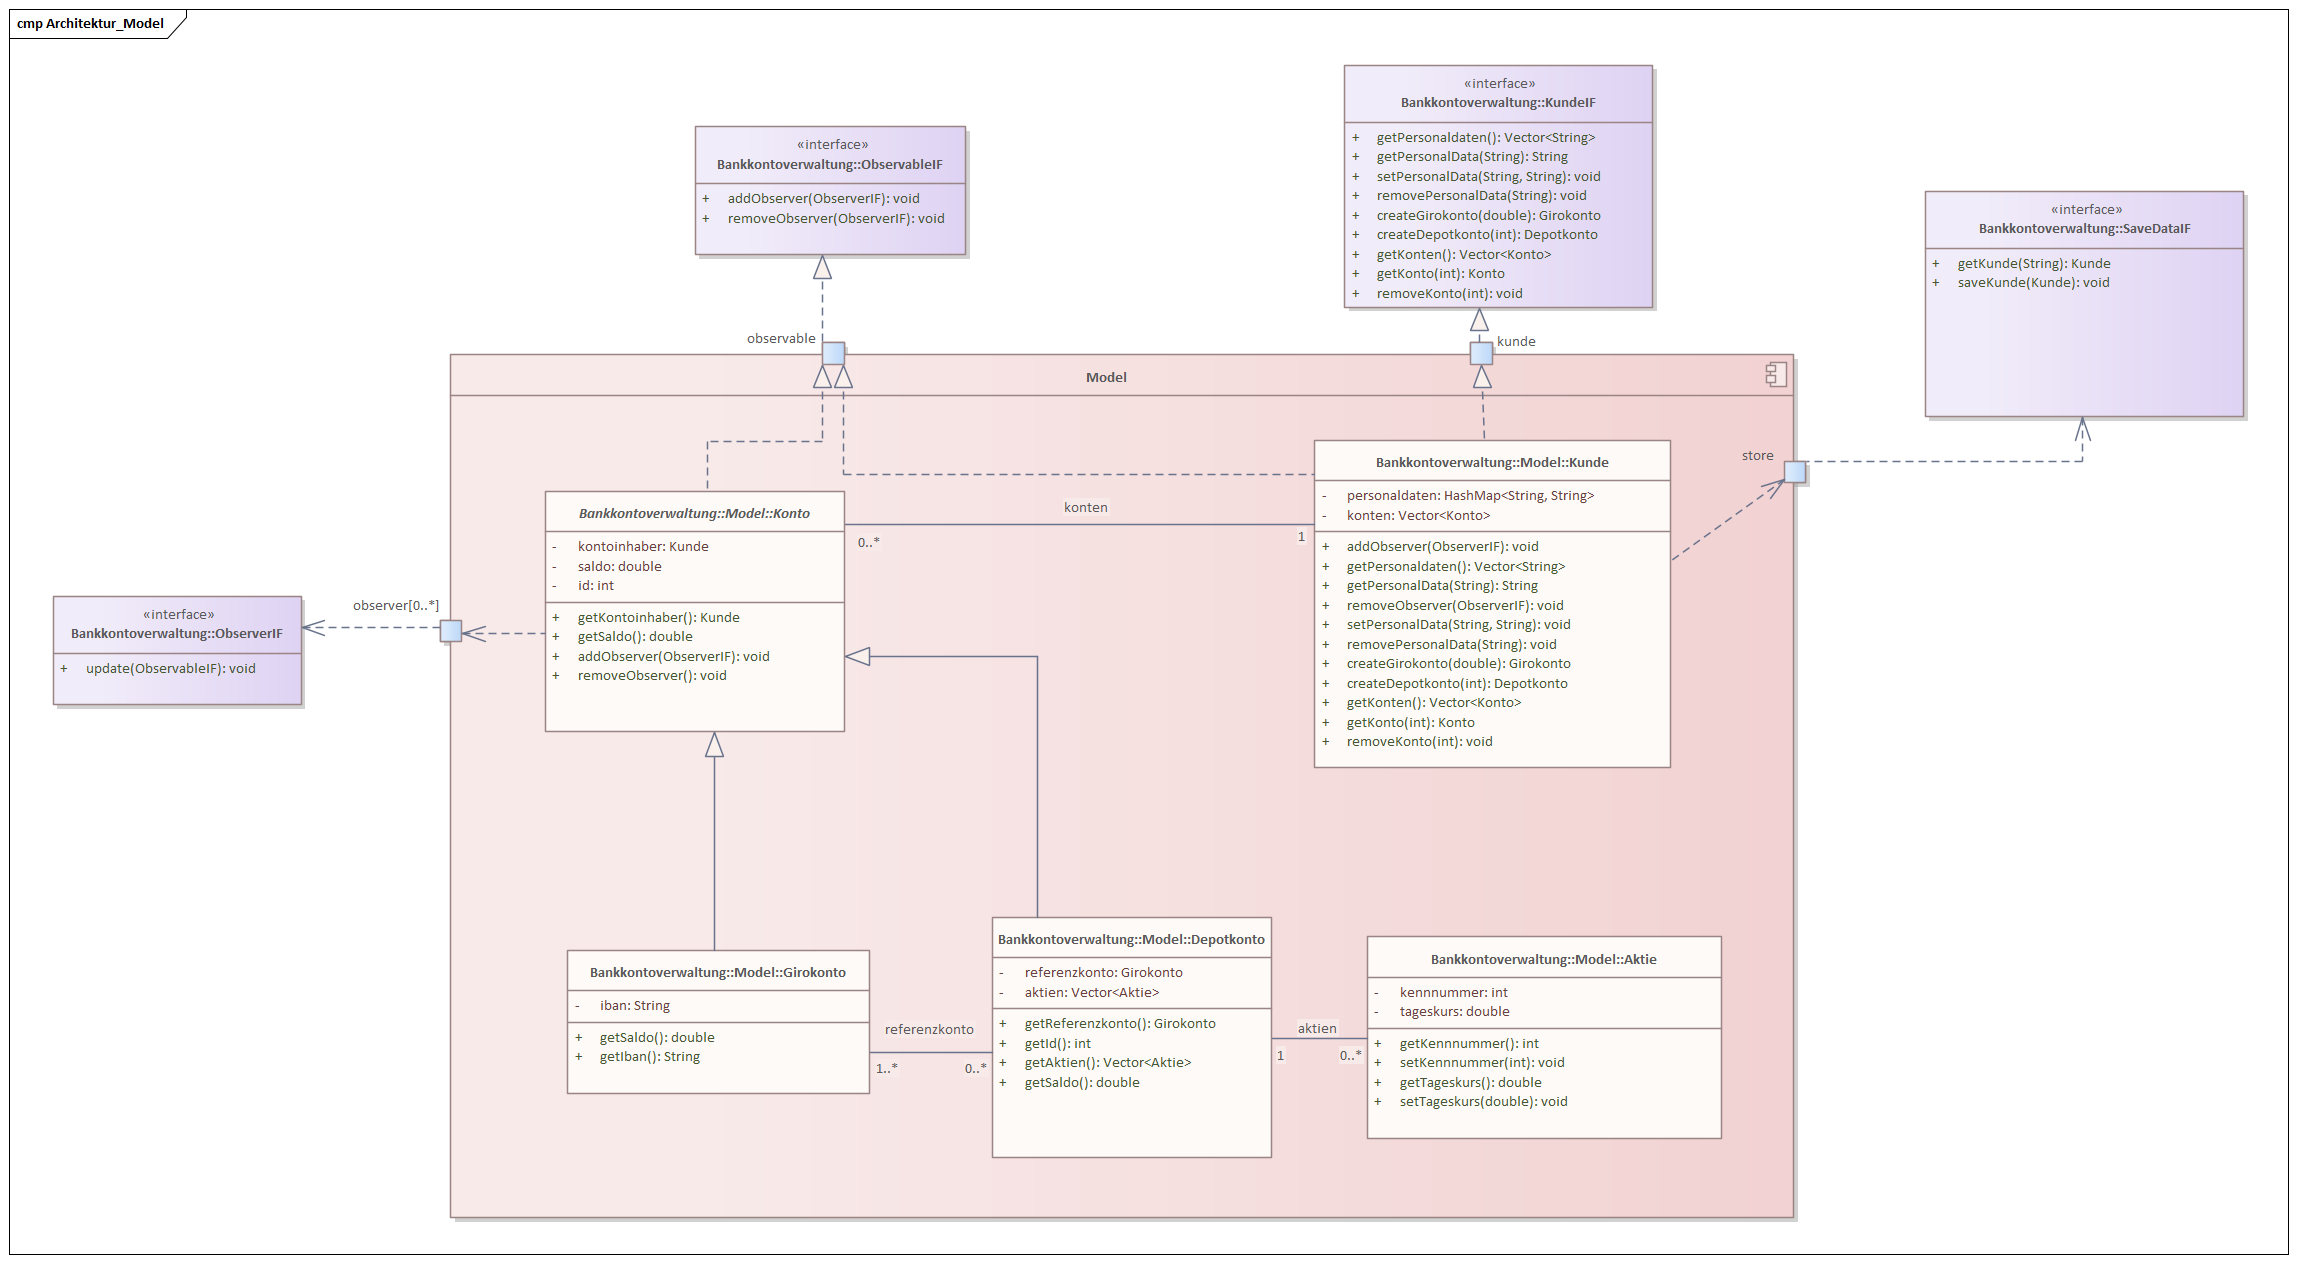 cmp Architektur_Model
«interface»
Bankkontoverwaltung::KundeIF
+ getPersonaldaten(): Vector<String>
+ getPersonalData(String): String
+ setPersonalData(String, String): void
+ removePersonalData(String): void
+ createGirokonto(double): Girokonto
+ createDepotkonto(int): Depotkonto
+ getKonten(): Vector<Konto>
+ getKonto(int): Konto
+ removeKonto(int): void
«interface»
Bankkontoverwaltung::ObservableIF
+ addObserver(ObserverIF): void
+ removeObserver(ObserverIF): void
«interface»
Bankkontoverwaltung::SaveDataIF
+ getKunde(String): Kunde
+ saveKunde(Kunde): void
observable
kunde
Model
store
Bankkontoverwaltung::Model::Kunde
- personaldaten: HashMap<String, String>
- konten: Vector<Konto>
+ addObserver(ObserverIF): void
+ getPersonaldaten(): Vector<String>
+ getPersonalData(String): String
+ removeObserver(ObserverIF): void
+ setPersonalData(String, String): void
+ removePersonalData(String): void
+ createGirokonto(double): Girokonto
+ createDepotkonto(int): Depotkonto
+ getKonten(): Vector<Konto>
+ getKonto(int): Konto
+ removeKonto(int): void
Bankkontoverwaltung::Model::Konto
- kontoinhaber: Kunde
- saldo: double
- id: int
+ getKontoinhaber(): Kunde
+ getSaldo(): double
+ addObserver(ObserverIF): void
+ removeObserver(): void
konten
0..*
1
observer[0..*]
«interface»
Bankkontoverwaltung::ObserverIF
+ update(ObservableIF): void
Bankkontoverwaltung::Model::Girokonto
- iban: String
+ getSaldo(): double
+ getIban(): String
referenzkonto
1..*
0..*
Bankkontoverwaltung::Model::Depotkonto
- referenzkonto: Girokonto
- aktien: Vector<Aktie>
+ getReferenzkonto(): Girokonto
+ getId(): int
+ getAktien(): Vector<Aktie>
+ getSaldo(): double
aktien
1
0..*
Bankkontoverwaltung::Model::Aktie
- kennnummer: int
- tageskurs: double
+ getKennnummer(): int
+ setKennnummer(int): void
+ getTageskurs(): double
+ setTageskurs(double): void